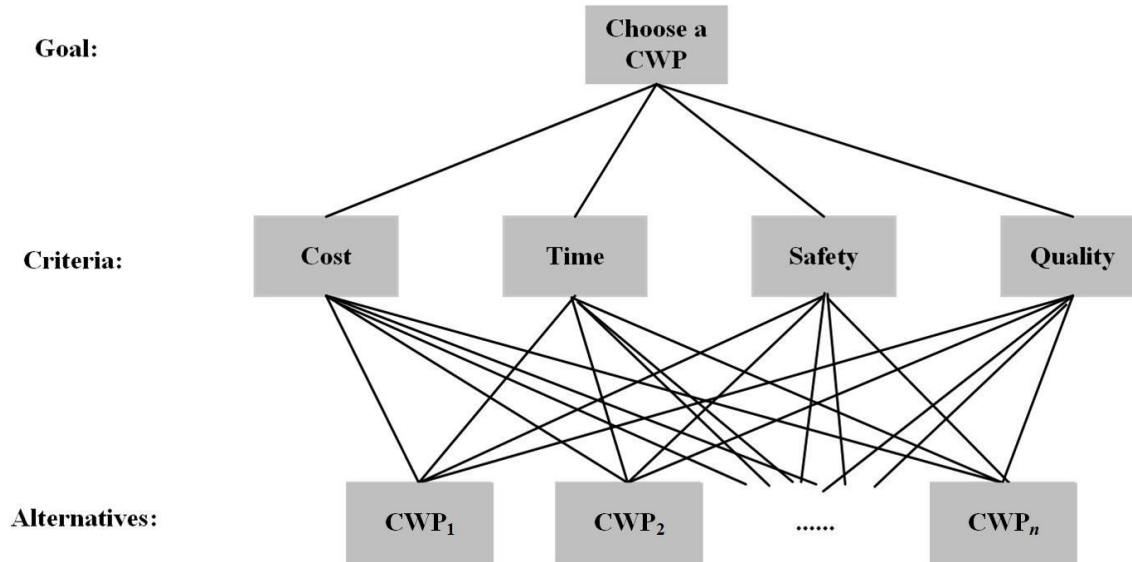 Goal:
Choose a
CWP
Criteria:
Cost
Time
Safety
Quality
Alternatives:
CWP1
CWP2
......
CWPn